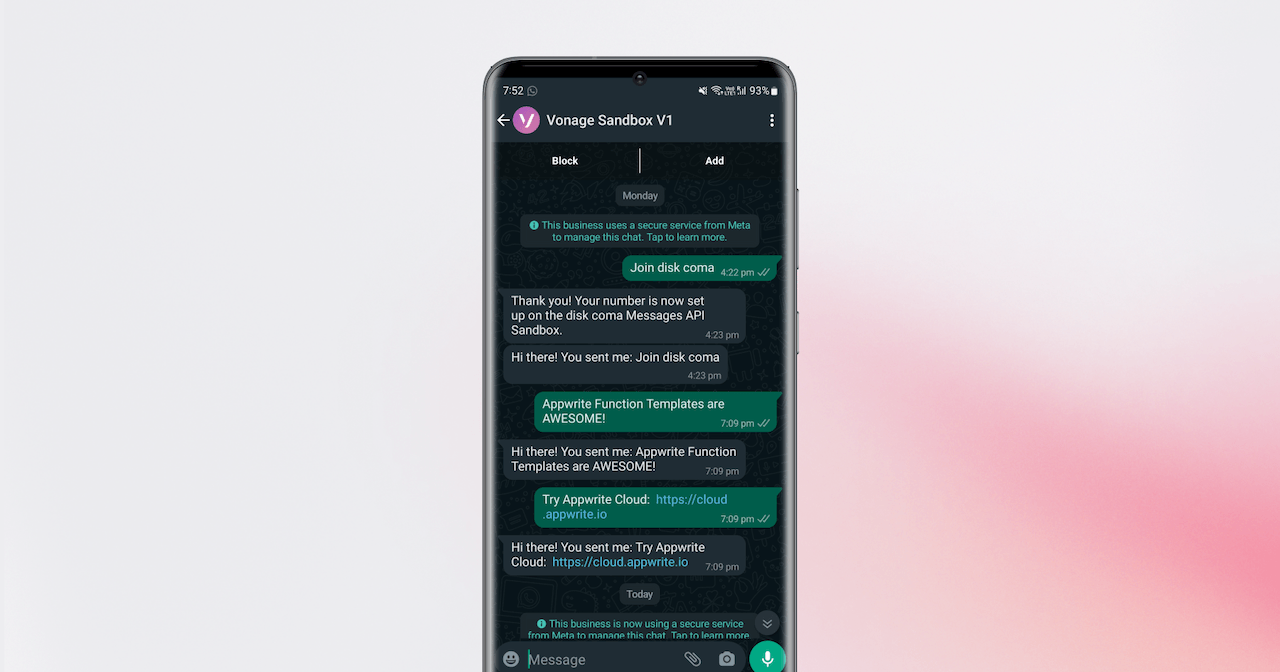 7:52
93%
Vonage Sandbox V1
Block
Add
Monday
This business uses a secure service from Meta
to manage this chat. Tap to learn more.
Join disk coma
4:22 pm
Thank you! Your number is now set
up on the disk coma Messages API
Sandbox.
4:23 pm
Hi there! You sent me: Join disk coma
4:23 pm
Appwrite Function Templates are
AWESOME!
7:09 pm
Hi there! You sent me: Appwrite Function
Templates are AWESOME!
7:09 pm
Try Appwrite Cloud: https://cloud
.appwrite.io
7:09 pm
Hi there! You sent me: Try Appwrite
Cloud: https://cloud.appwrite.io
7:09 pm
Today
This business is now using a secure service
from Meta to manage this chat. Tap to learn more
Message